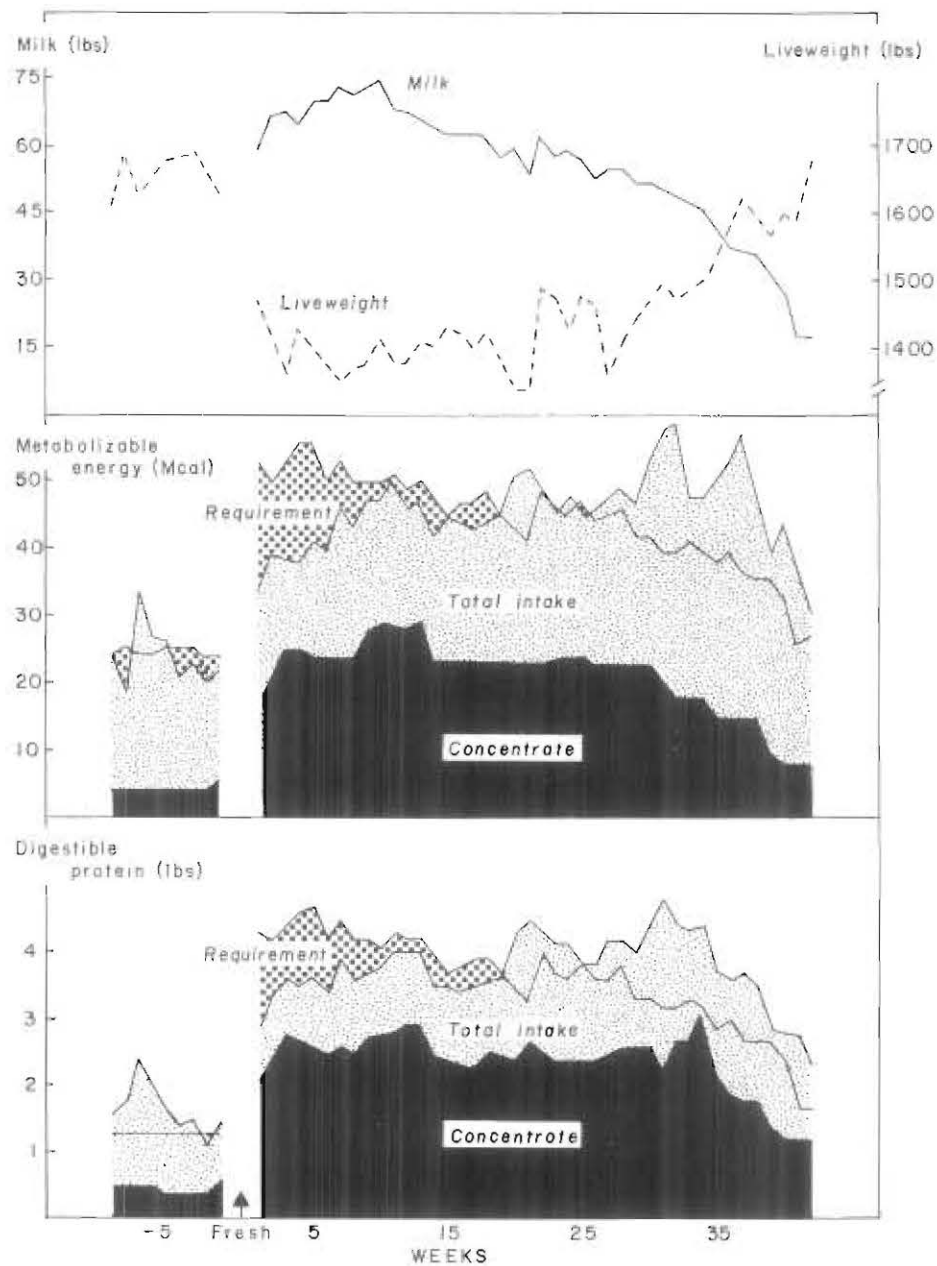 Milk (lbs)
Liveweight (lbs)
75
60
45
30
15
Milk
Liveweight
1700
1600
1500
1400
Metabolizable
energy (Mcal)
50
40
30
20
10
Requirement
Total intake
Concentrate
Digestible
protein (lbs)
4
3
2
1
Requirement
Total intake
Concentrate
-5 Fresh 5 15 25 35
WEEKS